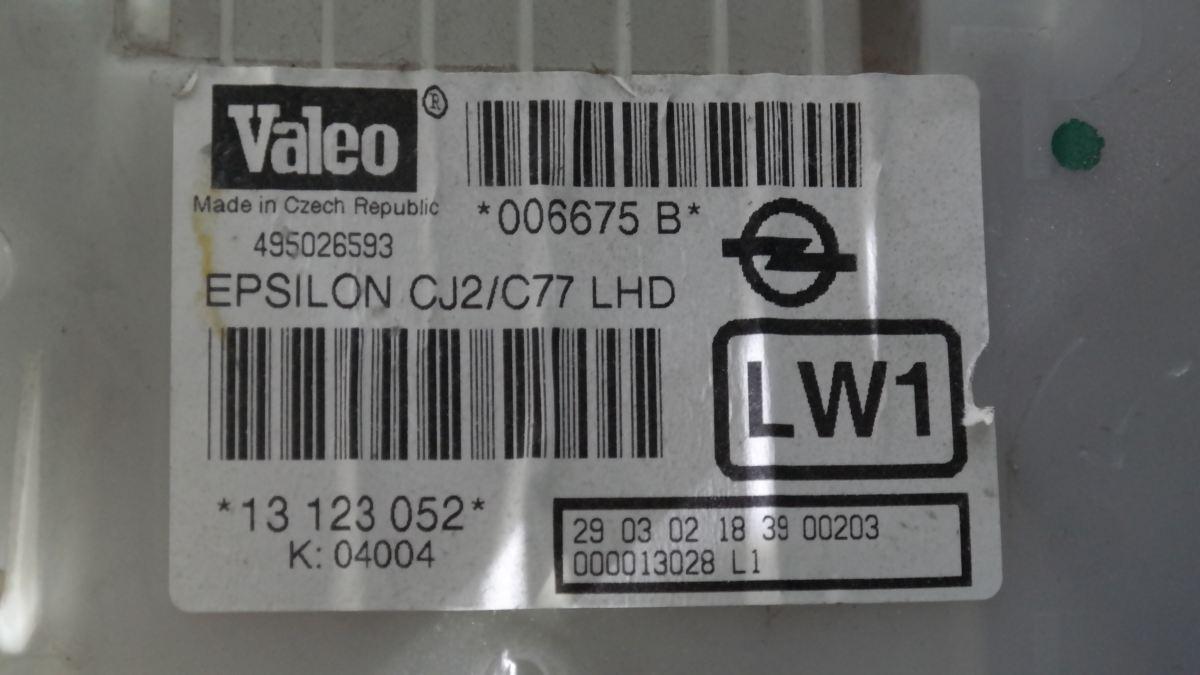 Valeo ®
Made in Czech Republic
495026593
*006675 B*
EPSILON CJ2/C77 LHD
LW1
*13 123 052*
K: 04004
29 03 02 18 39 00203
000013028 L1